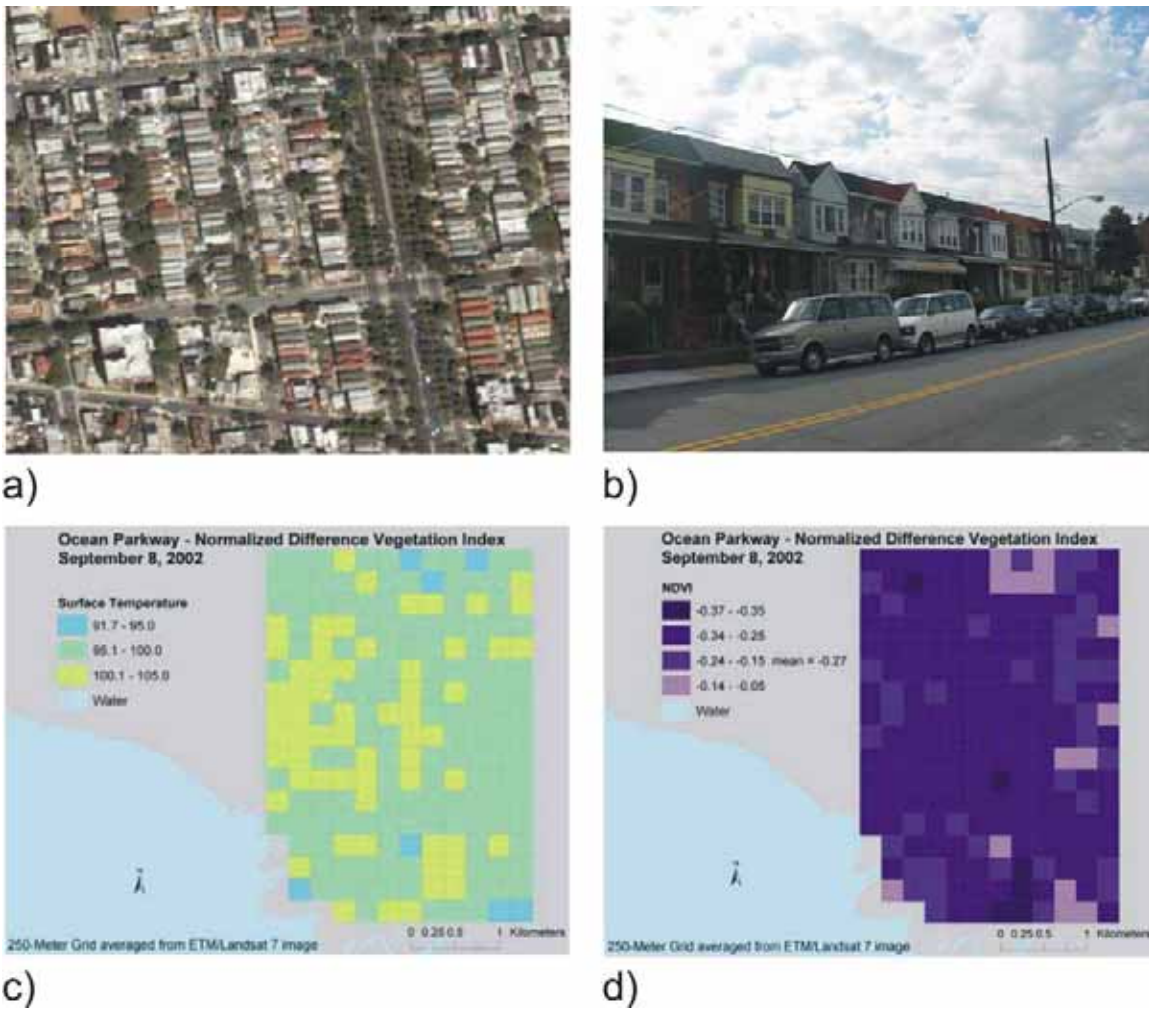 a)
b)
Ocean Parkway - Normalized Difference Vegetation Index
September 8, 2002
Surface Temperature
91.7 - 95.0
95.1 - 100.0
100.1 - 105.0
Water
0 0.25 0.5 1 Kilometers
250-Meter Grid averaged from ETM/Landsat 7 image
c)
Ocean Parkway - Normalized Difference Vegetation Index
September 8, 2002
NDVI
-0.37 - -0.35
-0.34 - -0.25
-0.24 - -0.15 mean = -0.27
-0.14 - -0.05
Water
0 0.25 0.5 1 Kilometers
250-Meter Grid averaged from ETM/Landsat 7 image
d)